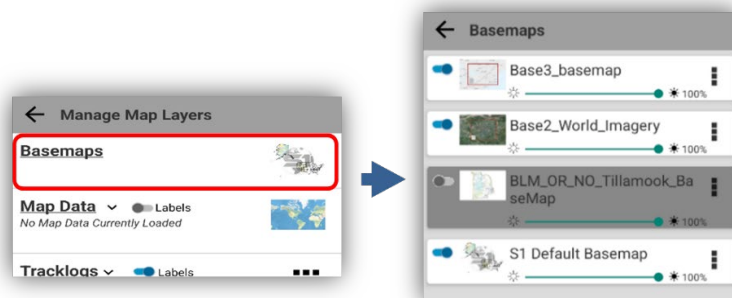 Manage Map Layers
Basemaps
Map Data Labels
No Map Data Currently Loaded
Tracklogs Labels
Basemaps
Base3_basemap
100%
Base2_World_Imagery
100%
BLM_OR_NO_Tillamook_Ba
seMap
100%
S1 Default Basemap
100%